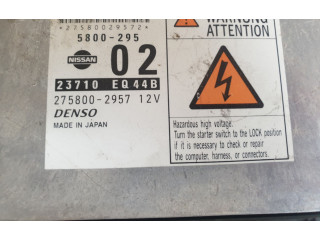 *22580029572*
5800-295
NISSAN 02
23710 EQ44B
275800-2957 12V
DENSO
MADE IN JAPAN
WARNING
ATTENTION
Hazardous high voltage.
Turn the starter switch to the LOCK position
if it is necessary to check or repair
the computer, harness, or connectors.